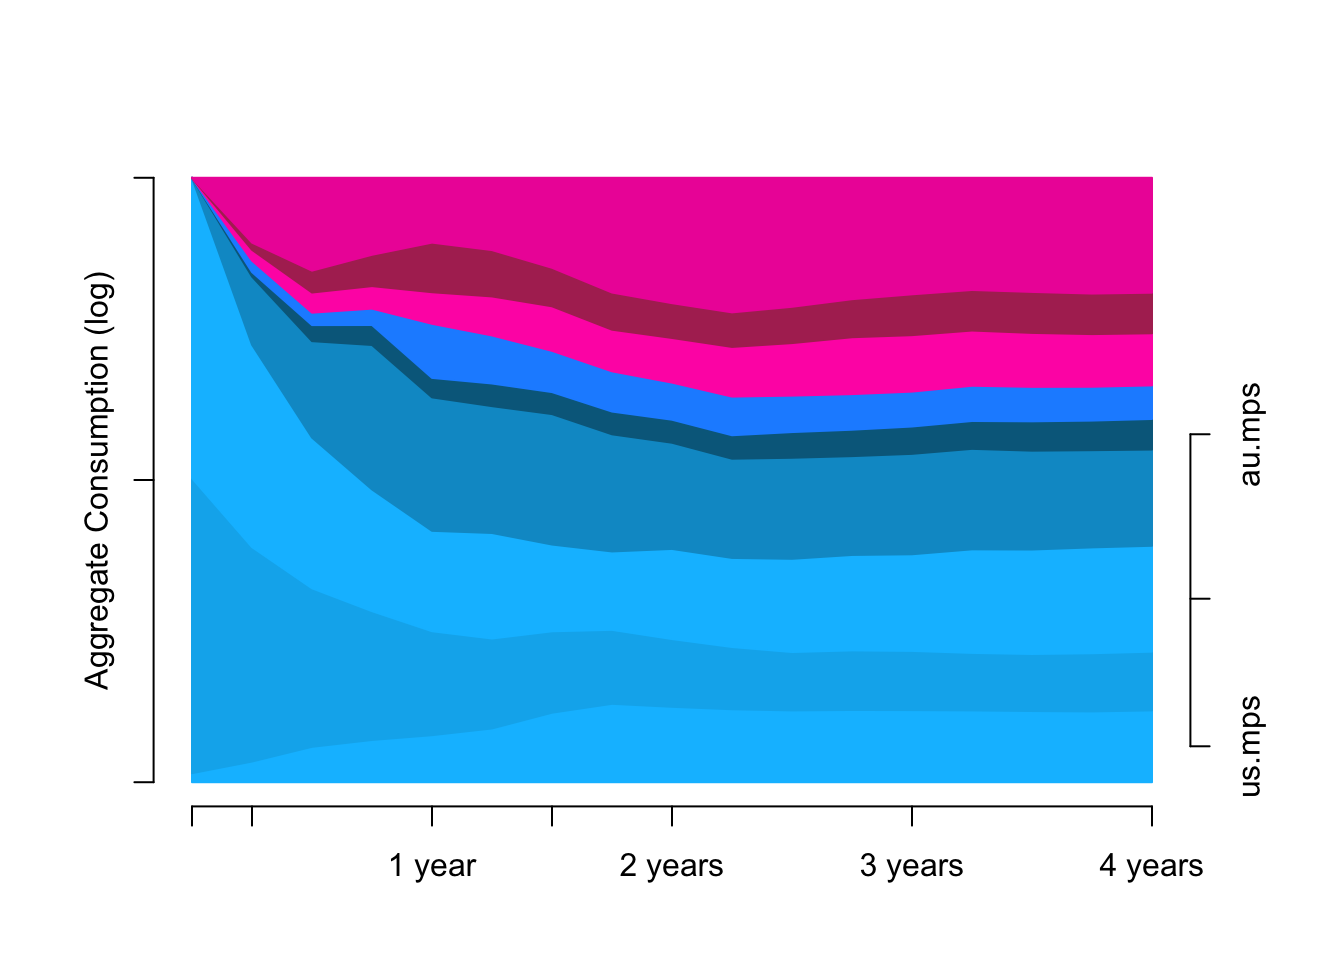 Aggregate Consumption (log)
au.mps
us.mps
1 year
2 years
3 years
4 years